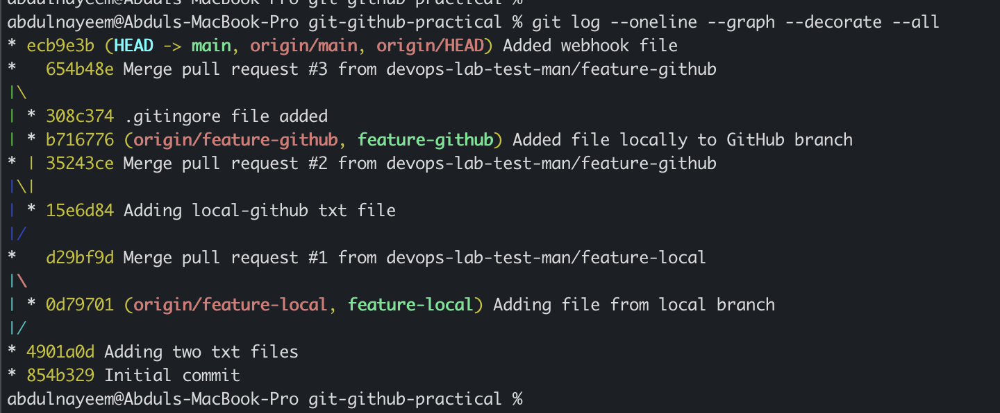 abdulnayeem@Abduls-MacBook-Pro git-github-practical %
abdulnayeem@Abduls-MacBook-Pro git-github-practical % git log --oneline --graph --decorate --all
* ecb9e3b (HEAD -> main, origin/main, origin/HEAD) Added webhook file
*   654b48e Merge pull request #3 from devops-lab-test-man/feature-github
|\
| * 308c374 .gitingore file added
| * b716776 (origin/feature-github, feature-github) Added file locally to GitHub branch
* | 35243ce Merge pull request #2 from devops-lab-test-man/feature-github
|\|
| * 15e6d84 Adding local-github txt file
|/
*   d29bf9d Merge pull request #1 from devops-lab-test-man/feature-local
|\
| * 0d79701 (origin/feature-local, feature-local) Adding file from local branch
|/
* 4901a0d Adding two txt files
* 854b329 Initial commit
abdulnayeem@Abduls-MacBook-Pro git-github-practical %